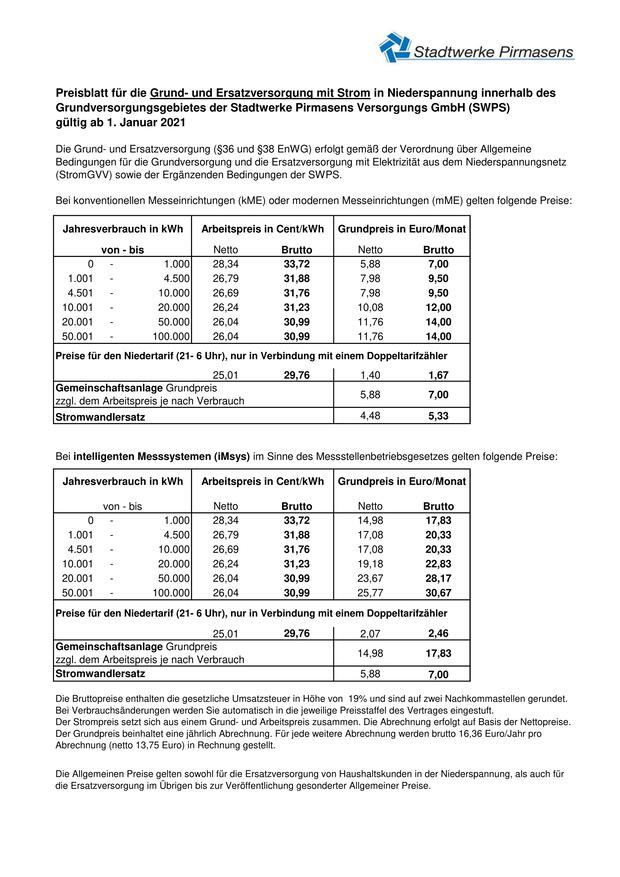 Stadtwerke Pirmasens
Preisblatt für die Grund- und Ersatzversorgung mit Strom in Niederspannung innerhalb des
Grundversorgungsgebietes der Stadtwerke Pirmasens Versorgungs GmbH (SWPS)
gültig ab 1. Januar 2021
Die Grund- und Ersatzversorgung (§36 und §38 EnWG) erfolgt gemäß der Verordnung über Allgemeine
Bedingungen für die Grundversorgung und die Ersatzversorgung mit Elektrizität aus dem Niederspannungsnetz
(StromGVV) sowie der Ergänzenden Bedingungen der SWPS.
Bei konventionellen Messeinrichtungen (kME) oder modernen Messeinrichtungen (mME) gelten folgende Preise:
Jahresverbrauch in kWh Arbeitspreis in Cent/kWh Grundpreis in Euro/Monat
von - bis Netto Brutto Netto Brutto
0 - 1.000 28,34 33,72 5,88 7,00
1.001 - 4.500 26,79 31,88 7,98 9,50
4.501 - 10.000 26,69 31,76 7,98 9,50
10.001 - 20.000 26,24 31,23 10,08 12,00
20.001 - 50.000 26,04 30,99 11,76 14,00
50.001 - 100.000 26,04 30,99 11,76 14,00
Preise für den Niedertarif (21- 6 Uhr), nur in Verbindung mit einem Doppeltarifzähler
25,01 29,76 1,40 1,67
Gemeinschaftsanlage Grundpreis
zzgl. dem Arbeitspreis je nach Verbrauch 5,88 7,00
Stromwandlersatz 4,48 5,33
Bei intelligenten Messsystemen (iMsys) im Sinne des Messstellenbetriebsgesetzes gelten folgende Preise:
Jahresverbrauch in kWh Arbeitspreis in Cent/kWh Grundpreis in Euro/Monat
von - bis Netto Brutto Netto Brutto
0 - 1.000 28,34 33,72 14,98 17,83
1.001 - 4.500 26,79 31,88 17,08 20,33
4.501 - 10.000 26,69 31,76 17,08 20,33
10.001 - 20.000 26,24 31,23 19,18 22,83
20.001 - 50.000 26,04 30,99 23,67 28,17
50.001 - 100.000 26,04 30,99 25,77 30,67
Preise für den Niedertarif (21- 6 Uhr), nur in Verbindung mit einem Doppeltarifzähler
25,01 29,76 2,07 2,46
Gemeinschaftsanlage Grundpreis
zzgl. dem Arbeitspreis je nach Verbrauch 14,98 17,83
Stromwandlersatz 5,88 7,00
Die Bruttopreise enthalten die gesetzliche Umsatzsteuer in Höhe von 19% und sind auf zwei Nachkommastellen gerundet.
Bei Verbrauchsänderungen werden Sie automatisch in die jeweilige Preisstaffel des Vertrages eingestuft.
Der Strompreis setzt sich aus einem Grund- und Arbeitspreis zusammen. Die Abrechnung erfolgt auf Basis der Nettopreise.
Der Grundpreis beinhaltet eine jährlich Abrechnung. Für jede weitere Abrechnung werden brutto 16,36 Euro/Jahr pro
Abrechnung (netto 13,75 Euro) in Rechnung gestellt.
Die Allgemeinen Preise gelten sowohl für die Ersatzversorgung von Haushaltskunden in der Niederspannung, als auch für
die Ersatzversorgung im Übrigen bis zur Veröffentlichung gesonderter Allgemeiner Preise.